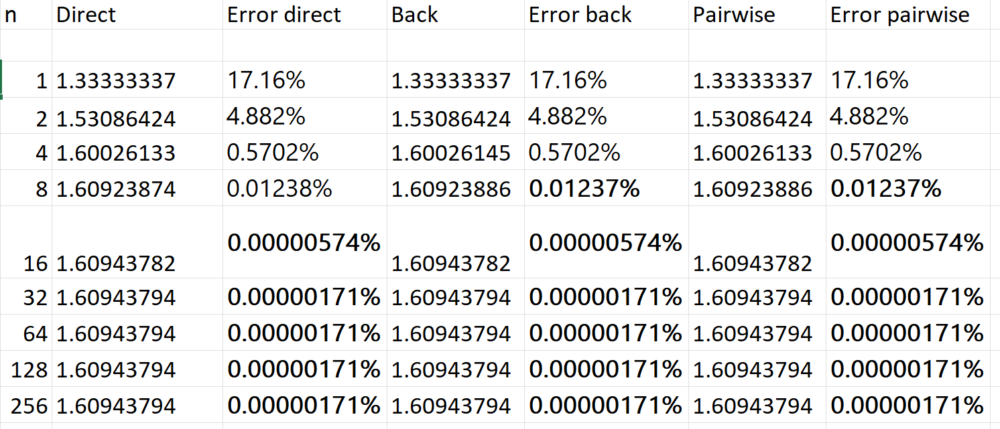 n Direct Error direct Back Error back Pairwise Error pairwise
1 1.33333337 17.16% 1.33333337 17.16% 1.33333337 17.16%
2 1.53086424 4.882% 1.53086424 4.882% 1.53086424 4.882%
4 1.60026133 0.5702% 1.60026145 0.5702% 1.60026133 0.5702%
8 1.60923874 0.01238% 1.60923886 0.01237% 1.60923886 0.01237%
16 1.60943782 0.00000574% 1.60943782 0.00000574% 1.60943782 0.00000574%
32 1.60943794 0.00000171% 1.60943794 0.00000171% 1.60943794 0.00000171%
64 1.60943794 0.00000171% 1.60943794 0.00000171% 1.60943794 0.00000171%
128 1.60943794 0.00000171% 1.60943794 0.00000171% 1.60943794 0.00000171%
256 1.60943794 0.00000171% 1.60943794 0.00000171% 1.60943794 0.00000171%